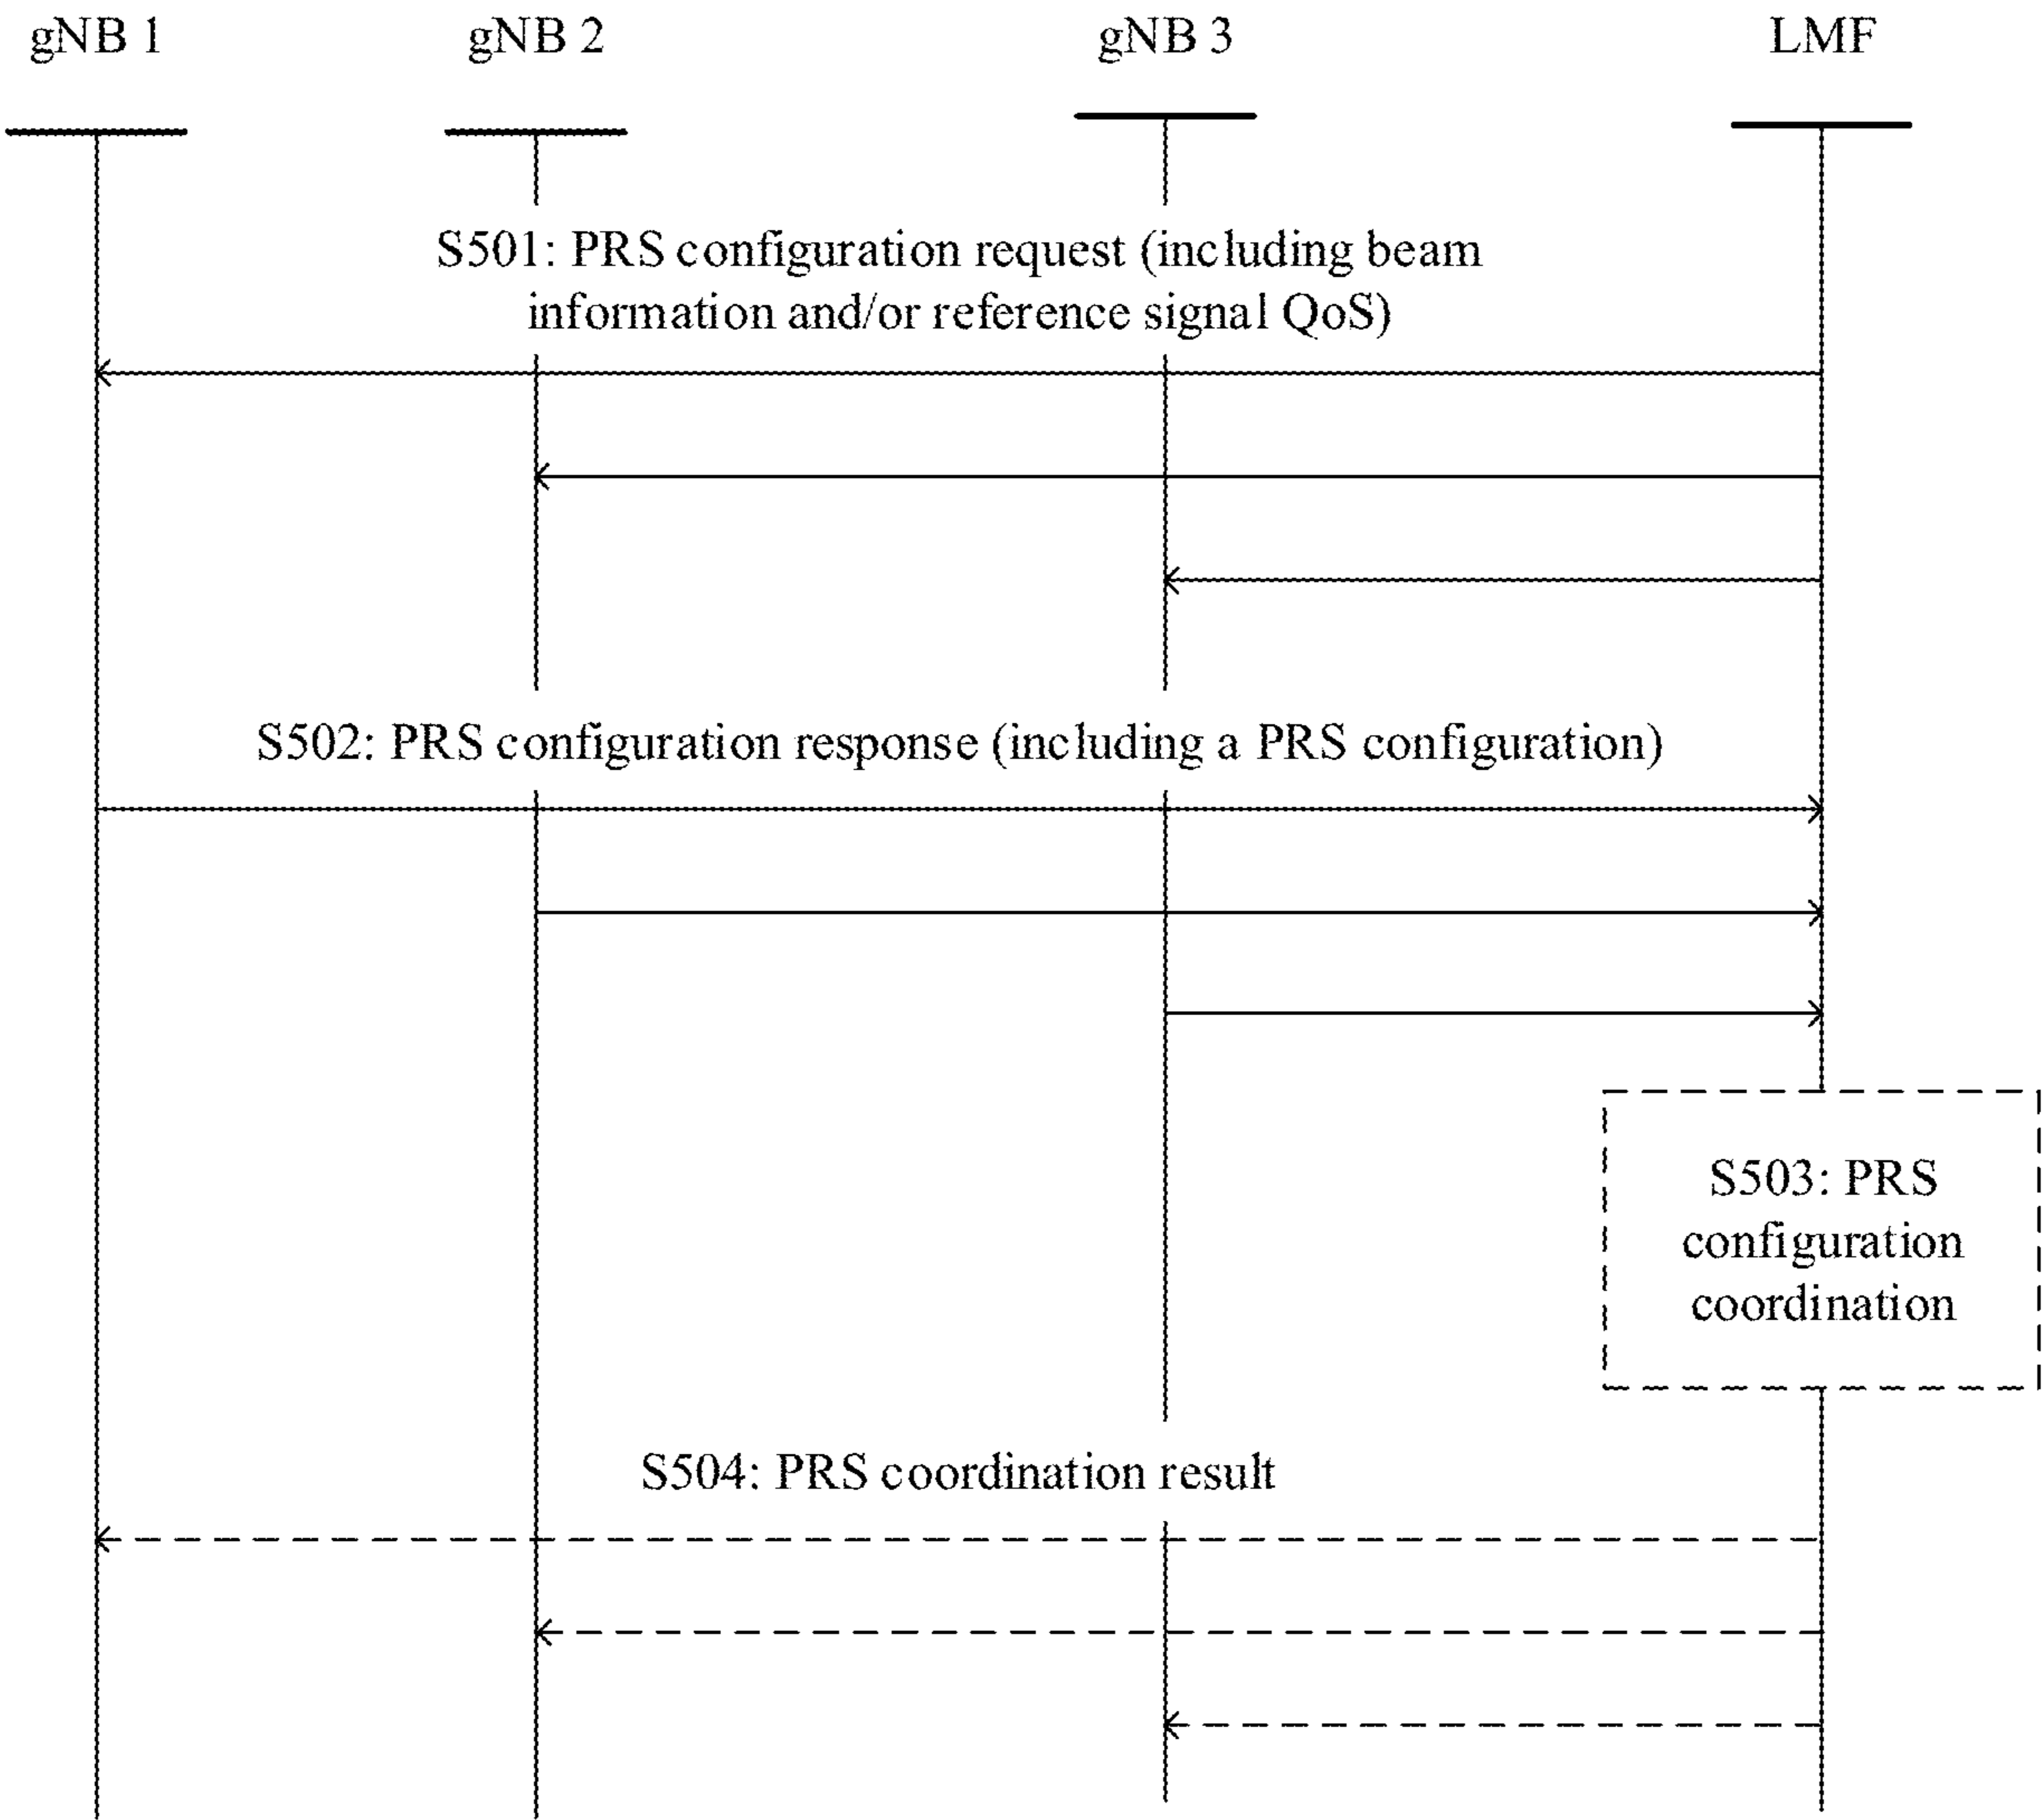 gNB 1
gNB 2
gNB 3
LMF
S501: PRS configuration request (including beam
information and/or reference signal QoS)
S502: PRS configuration response (including a PRS configuration)
S503: PRS
configuration
coordination
S504: PRS coordination result